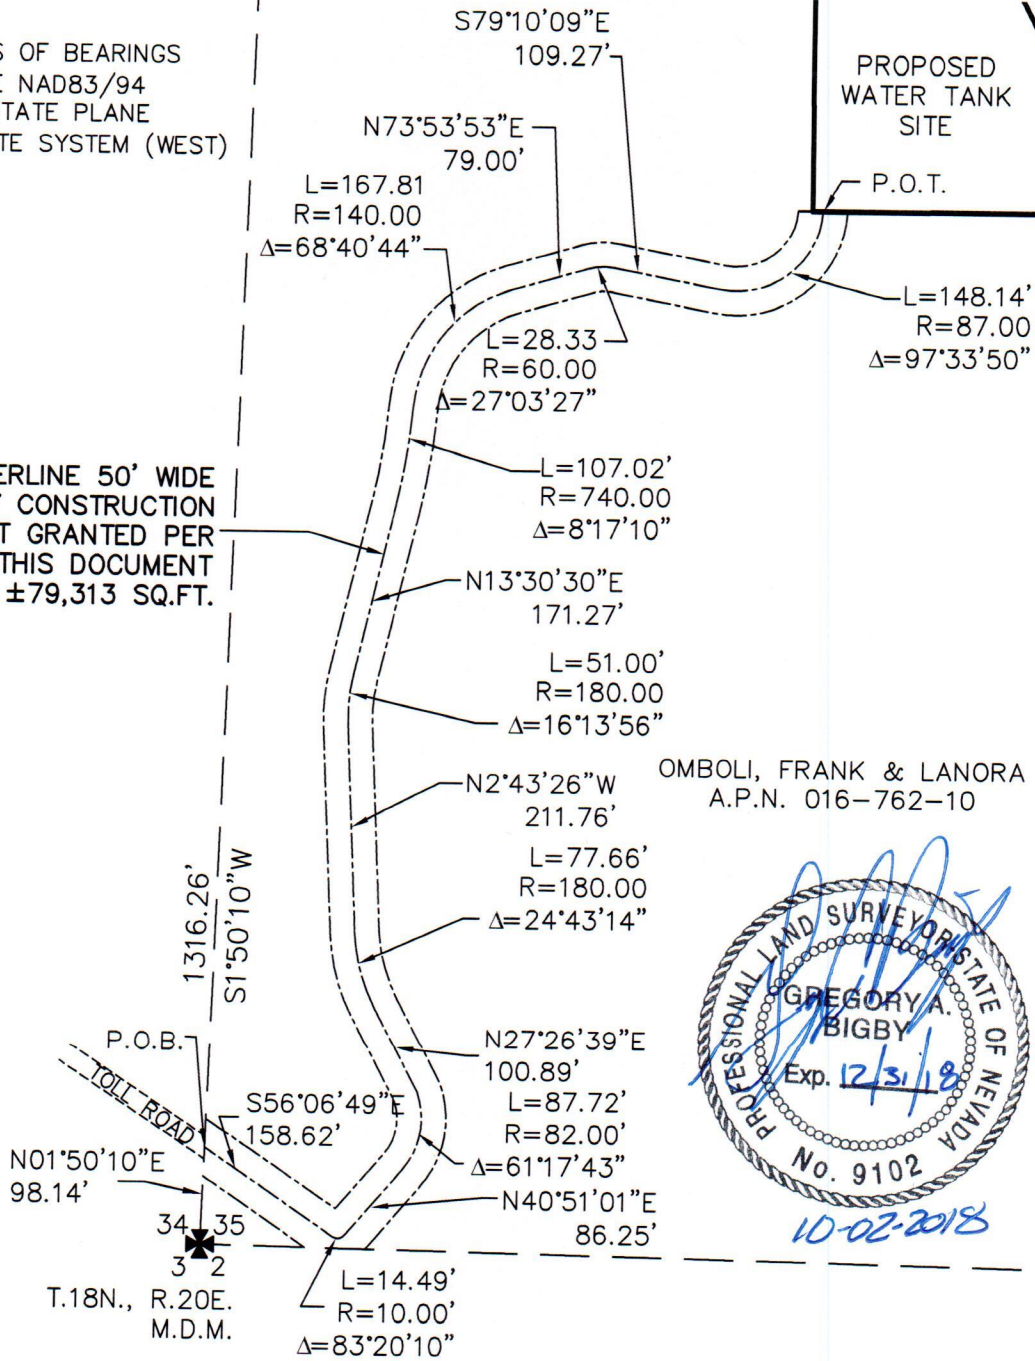 S79°10'09"E
109.27'
S OF BEARINGS
E NAD83/94
TATE PLANE
TE SYSTEM (WEST)
PROPOSED
WATER TANK
SITE
P.O.T.
N73°53'53"E
79.00'
L=167.81
R=140.00
Δ=68°40'44"
L=148.14'
R=87.00
Δ=97°33'50"
L=28.33
R=60.00
Δ=27°03'27"
L=107.02'
R=740.00
Δ=8°17'10"
ERLINE 50' WIDE
Y CONSTRUCTION
T GRANTED PER
THIS DOCUMENT
±79,313 SQ.FT.
N13°30'30"E
171.27'
L=51.00'
R=180.00
Δ=16°13'56"
N2°43'26"W
211.76'
OMBOLI, FRANK & LANORA
A.P.N. 016-762-10
L=77.66'
R=180.00
Δ=24°43'14"
1316.26'
S1°50'10"W
PROFESSIONAL LAND SURVEYOR STATE OF NEVADA
GREGORY A.
BIGBY
Exp. 12/31/18
No. 9102
10-02-2018
N27°26'39"E
100.89'
L=87.72'
R=82.00'
Δ=61°17'43"
N40°51'01"E
86.25'
P.O.B.
TOLL ROAD
S56°06'49"E
158.62'
N01°50'10"E
98.14'
34 35
3 2
T.18N., R.20E.
M.D.M.
L=14.49'
R=10.00'
Δ=83°20'10"